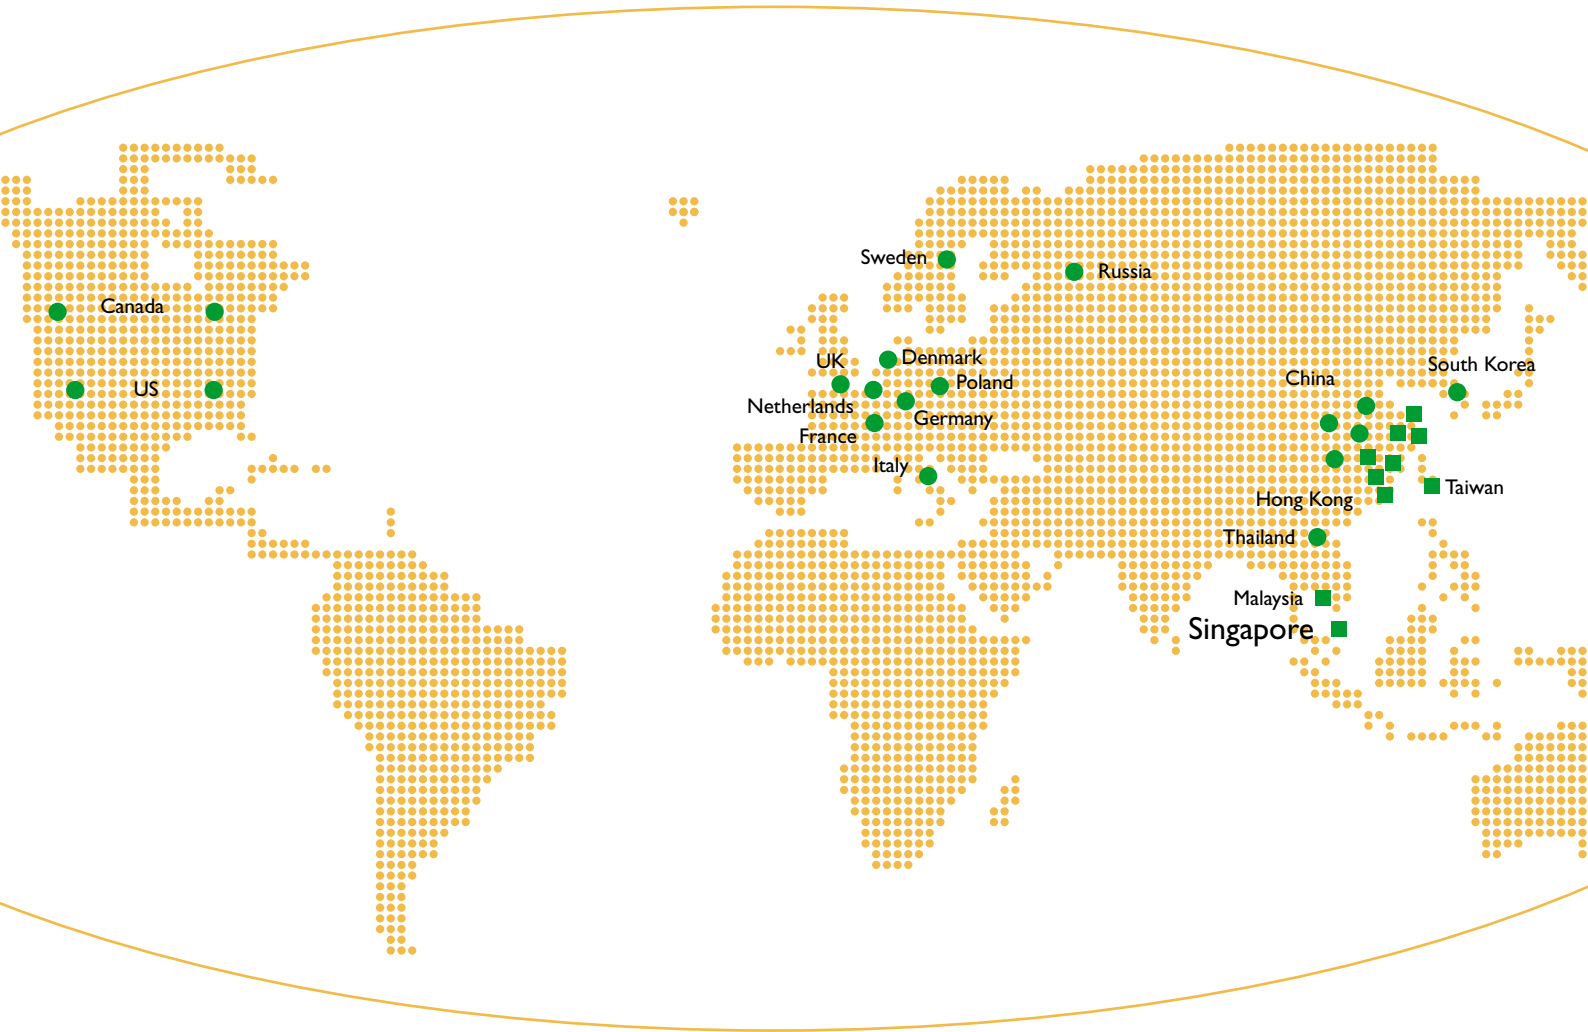 Sweden
Russia
Canada
UK
Denmark
South Korea
China
Poland
US
Netherlands
Germany
France
Italy
Taiwan
Hong Kong
Thailand
Malaysia
Singapore